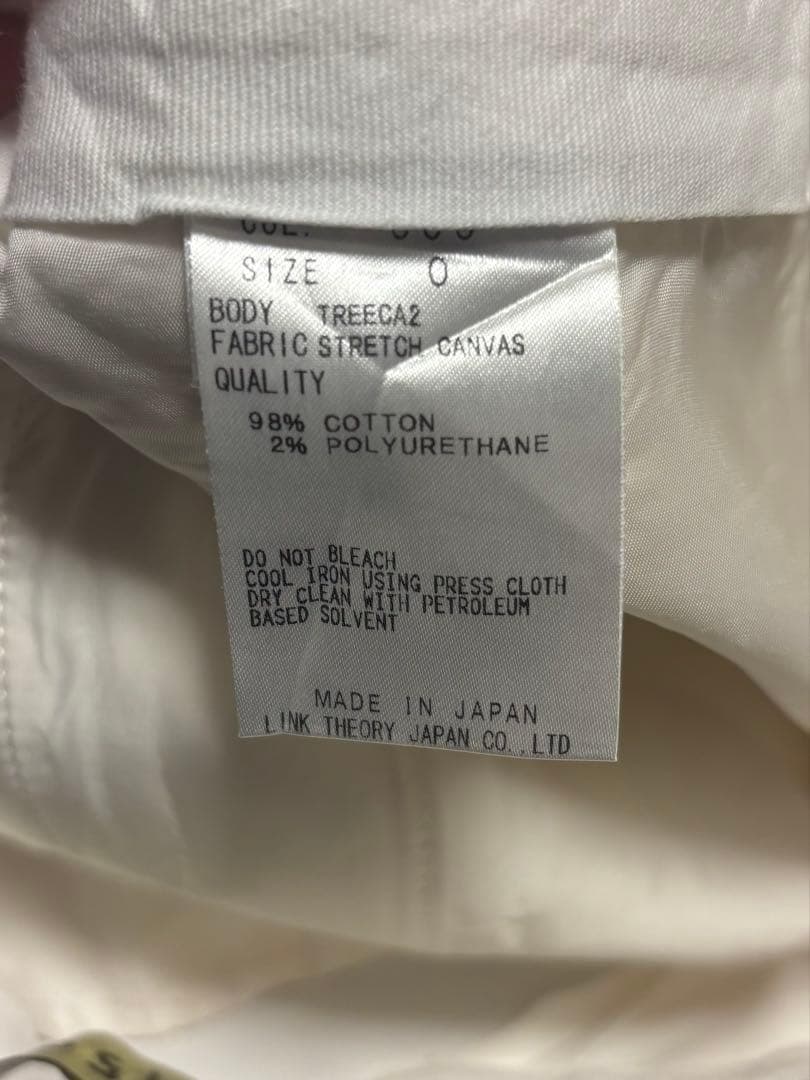 SIZE 0
BODY TREECA2
FABRIC STRETCH CANVAS
QUALITY
98% COTTON
2% POLYURETHANE
DO NOT BLEACH
COOL IRON USING PRESS CLOTH
DRY CLEAN WITH PETROLEUM
BASED SOLVENT
MADE IN JAPAN
LINK THEORY JAPAN CO.,LTD